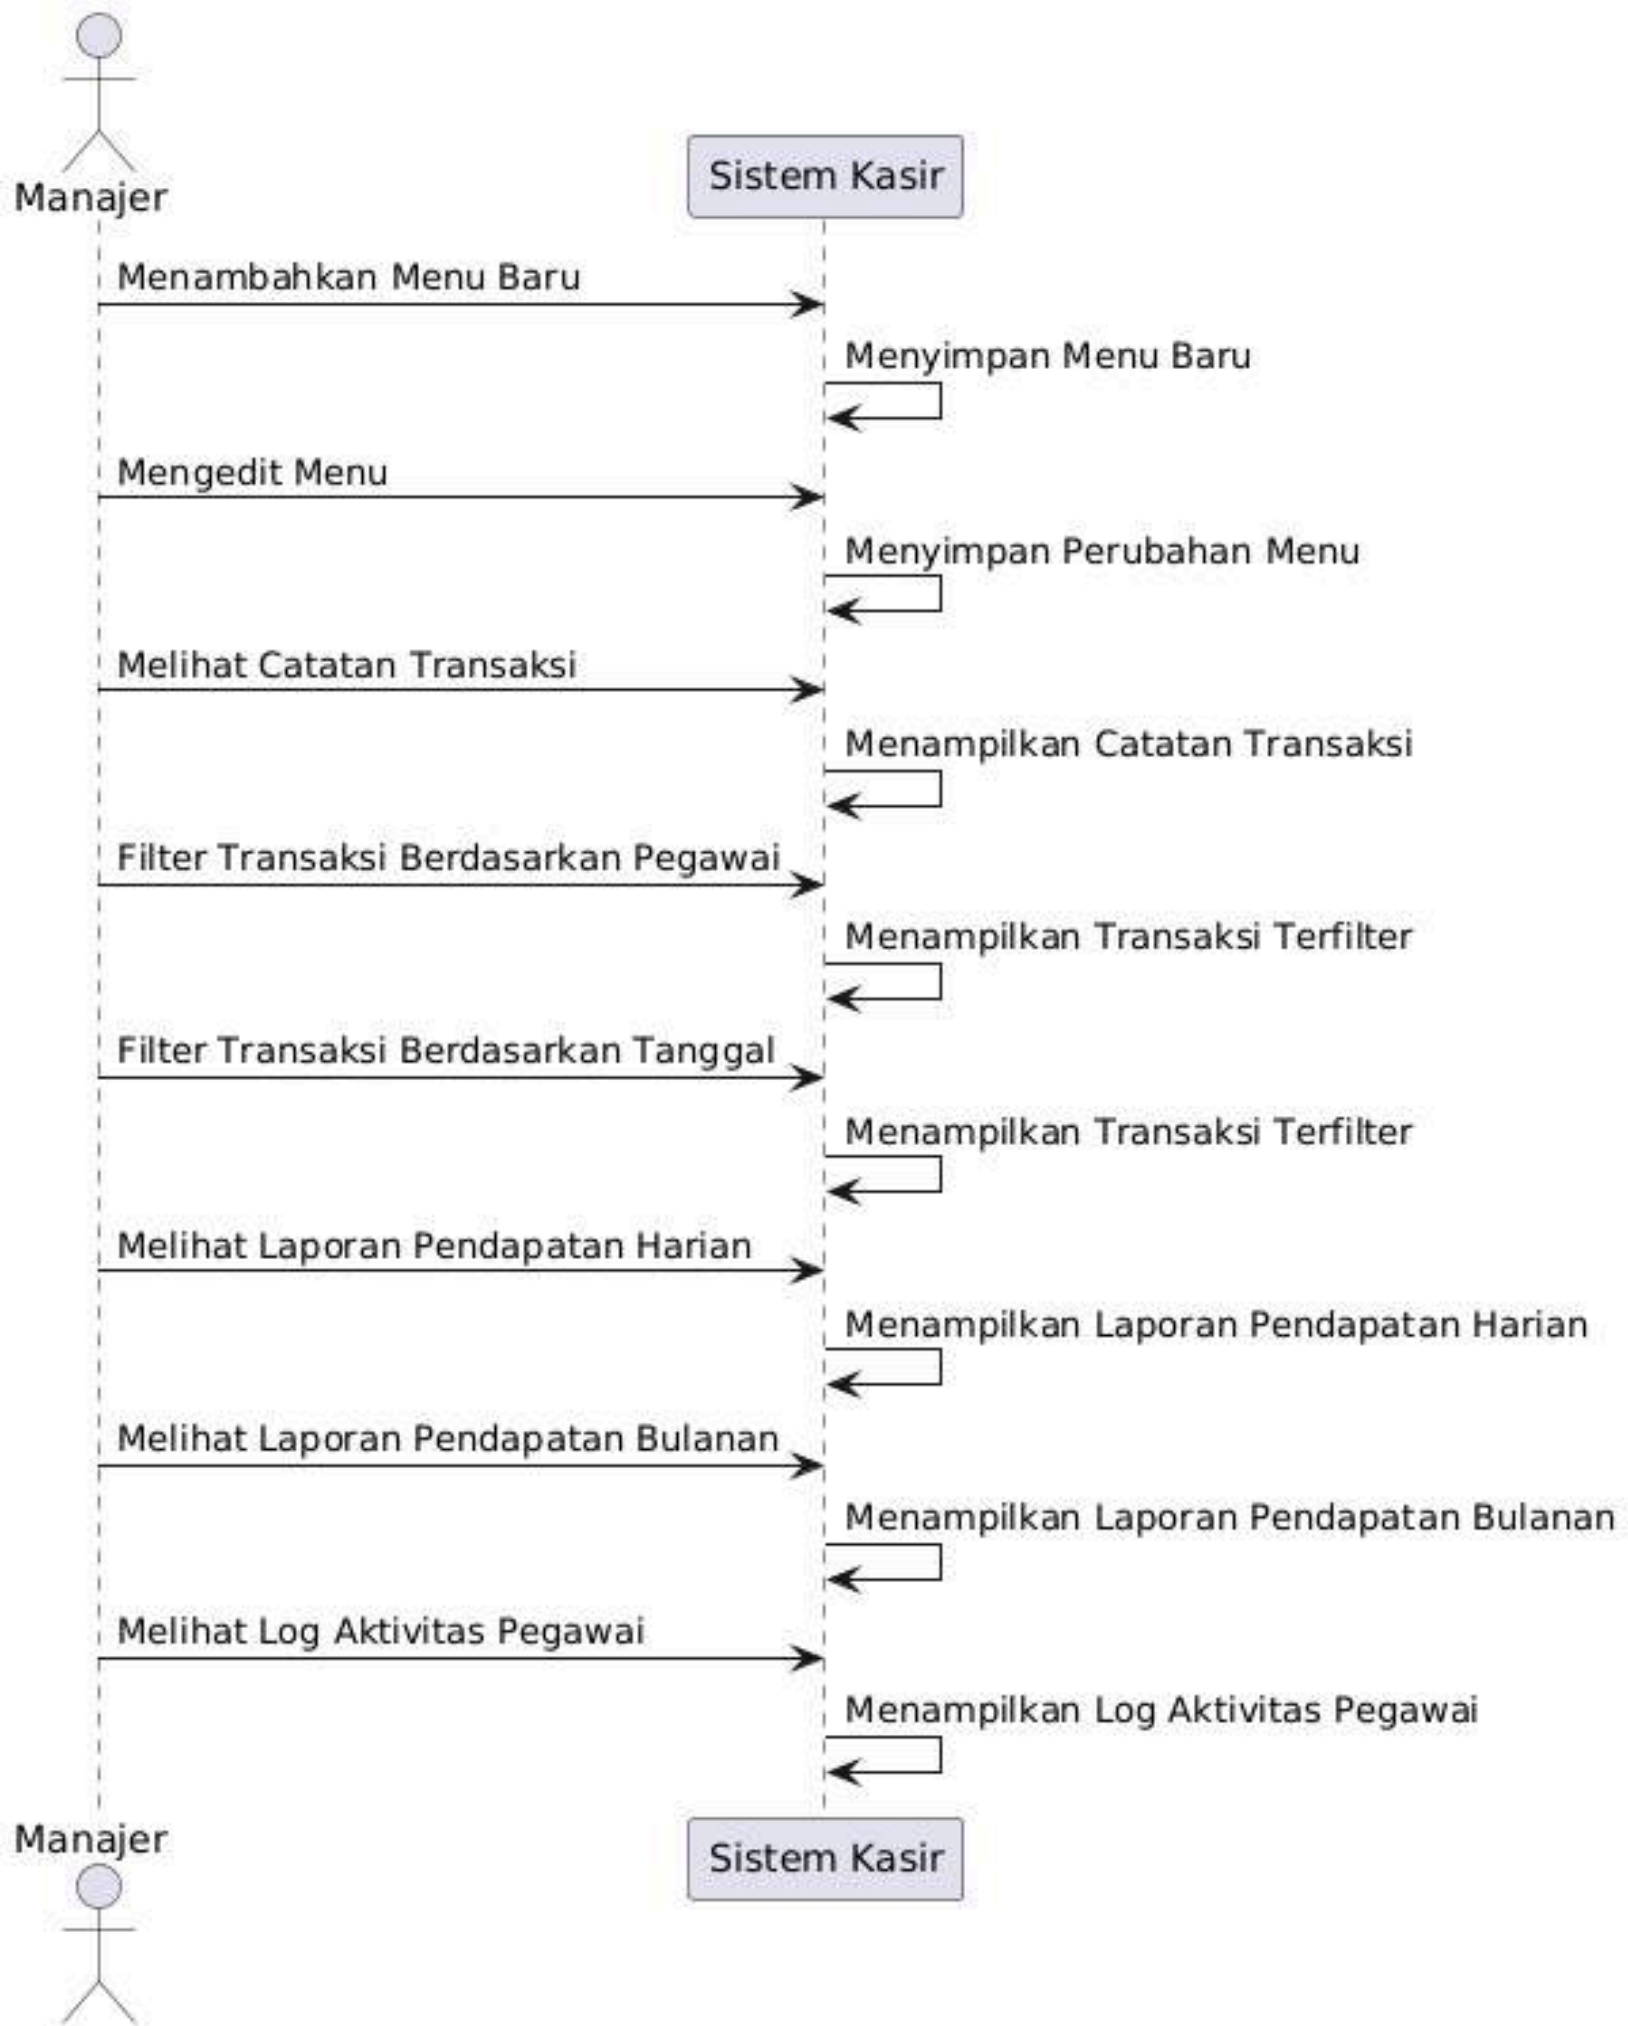 Manajer
Sistem Kasir
Menambahkan Menu Baru
Menyimpan Menu Baru
Mengedit Menu
Menyimpan Perubahan Menu
Melihat Catatan Transaksi
Menampilkan Catatan Transaksi
Filter Transaksi Berdasarkan Pegawai
Menampilkan Transaksi Terfilter
Filter Transaksi Berdasarkan Tanggal
Menampilkan Transaksi Terfilter
Melihat Laporan Pendapatan Harian
Menampilkan Laporan Pendapatan Harian
Melihat Laporan Pendapatan Bulanan
Menampilkan Laporan Pendapatan Bulanan
Melihat Log Aktivitas Pegawai
Menampilkan Log Aktivitas Pegawai
Manajer
Sistem Kasir